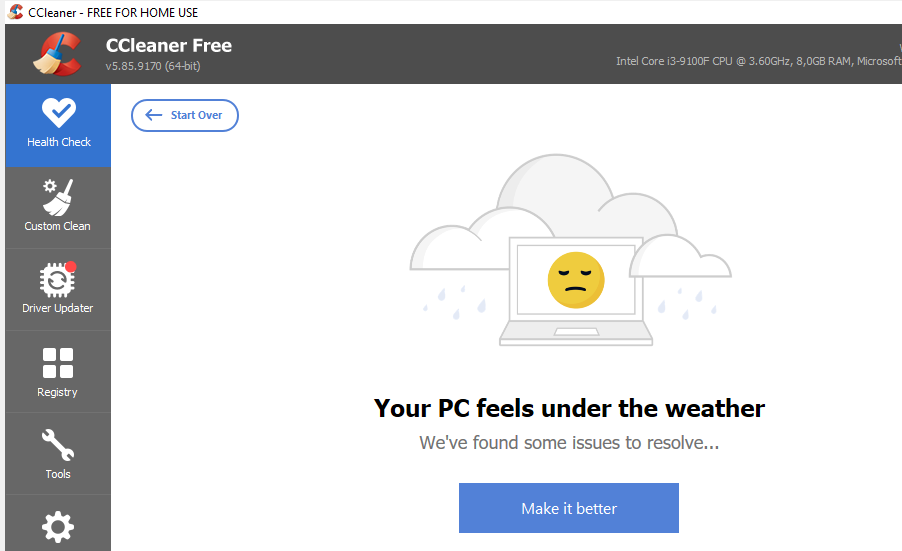 CCleaner - FREE FOR HOME USE
CCleaner Free
v5.85.9170 (64-bit)
Intel Core i3-9100F CPU @ 3.60GHz, 8,0GB RAM, Microsoft
Start Over
Health Check
Custom Clean
Driver Updater
Registry
Tools
Your PC feels under the weather
We've found some issues to resolve...
Make it better